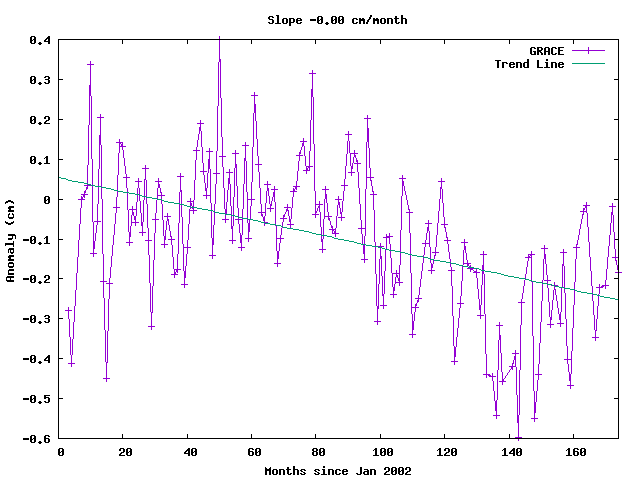 Slope -0.00 cm/month
GRACE
Trend Line
Anomaly (cm)
0.4
0.3
0.2
0.1
0
-0.1
-0.2
-0.3
-0.4
-0.5
-0.6
0 20 40 60 80 100 120 140 160
Months since Jan 2002